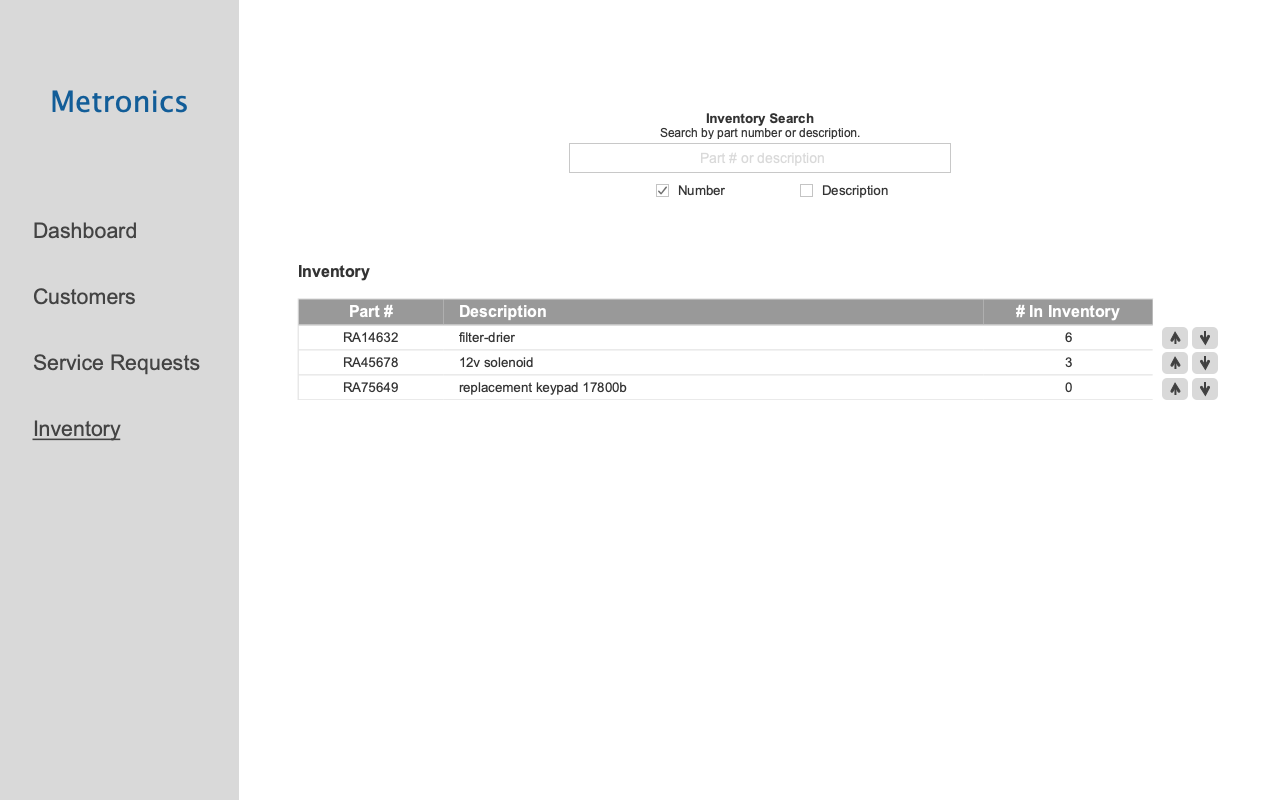 Metronics
Dashboard
Customers
Service Requests
Inventory
Inventory Search
Search by part number or description.
Part # or description
Number Description
Inventory
Part # Description # In Inventory
RA14632 filter-drier 6
RA45678 12v solenoid 3
RA75649 replacement keypad 17800b 0